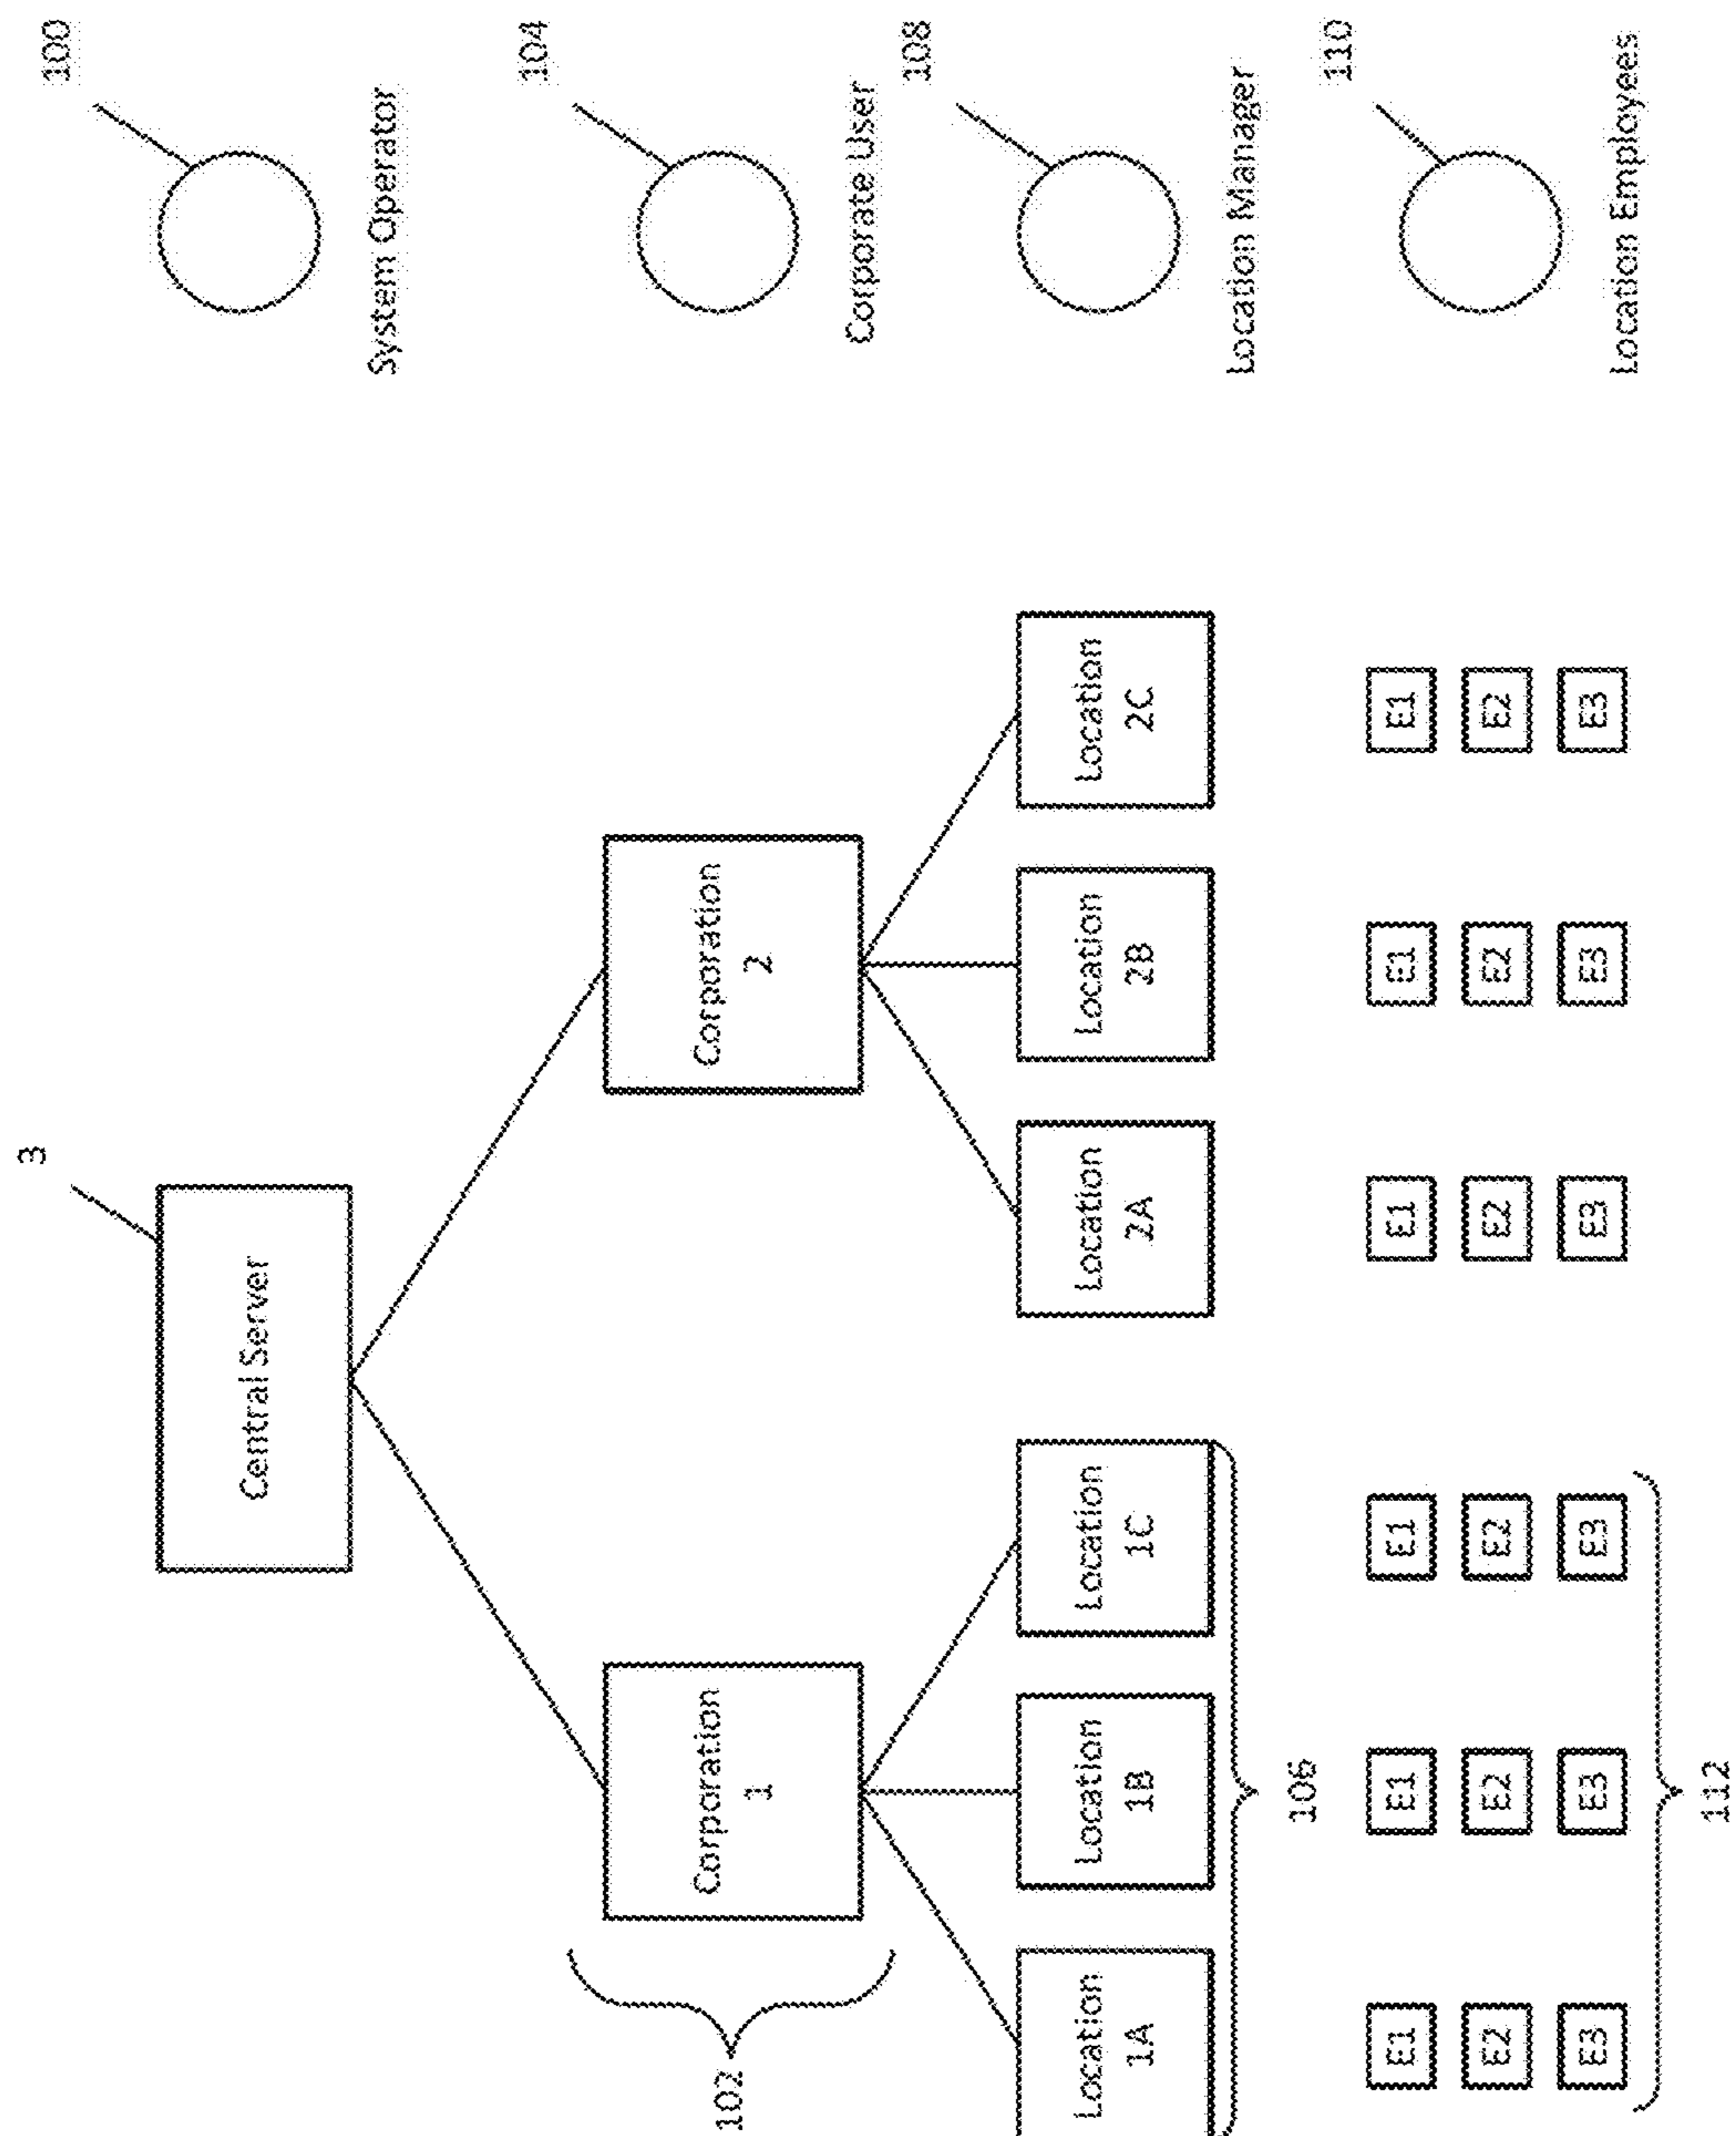 3
100
Central Server
System Operator
104
102
Corporation
1
Corporation
2
Corporate User
108
Location
1A
Location
1B
Location
1C
Location
2A
Location
2B
Location
2C
Location Manager
106
110
E1
E1
E1
E1
E1
E1
E2
E2
E2
E2
E2
E2
E3
E3
E3
E3
E3
E3
Location Employees
112